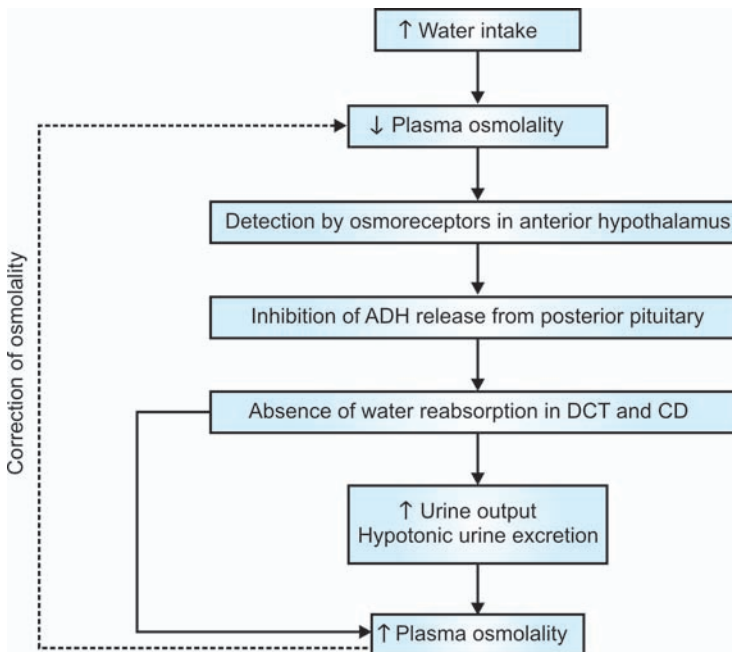 ↑ Water intake
↓ Plasma osmolality
Detection by osmoreceptors in anterior hypothalamus
Inhibition of ADH release from posterior pituitary
Absence of water reabsorption in DCT and CD
↑ Urine output
Hypotonic urine excretion
↑ Plasma osmolality
Correction of osmolality